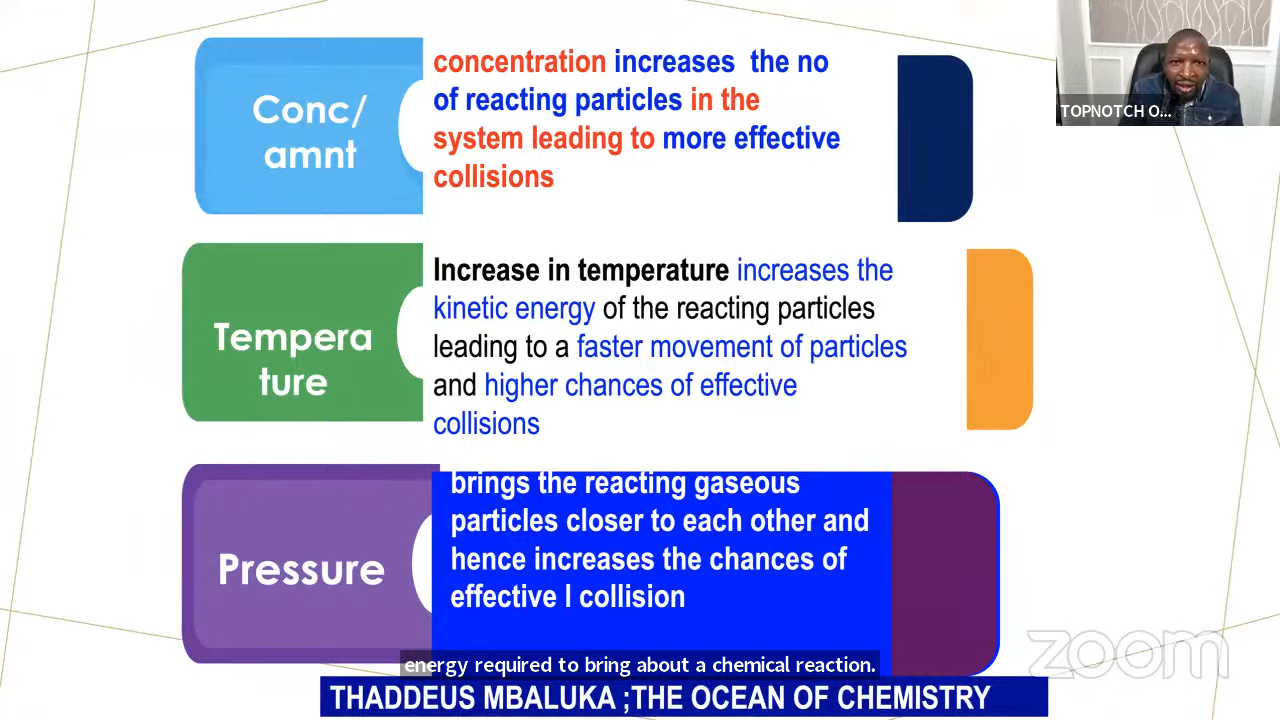 Conc/
amnt
concentration increases the no
of reacting particles in the
system leading to more effective
collisions
TOPNOTCH O...
Tempera
ture
Increase in temperature increases the
kinetic energy of the reacting particles
leading to a faster movement of particles
and higher chances of effective
collisions
Pressure
brings the reacting gaseous
particles closer to each other and
hence increases the chances of
effective l collision
zoom
energy required to bring about a chemical reaction.
THADDEUS MBALUKA ;THE OCEAN OF CHEMISTRY